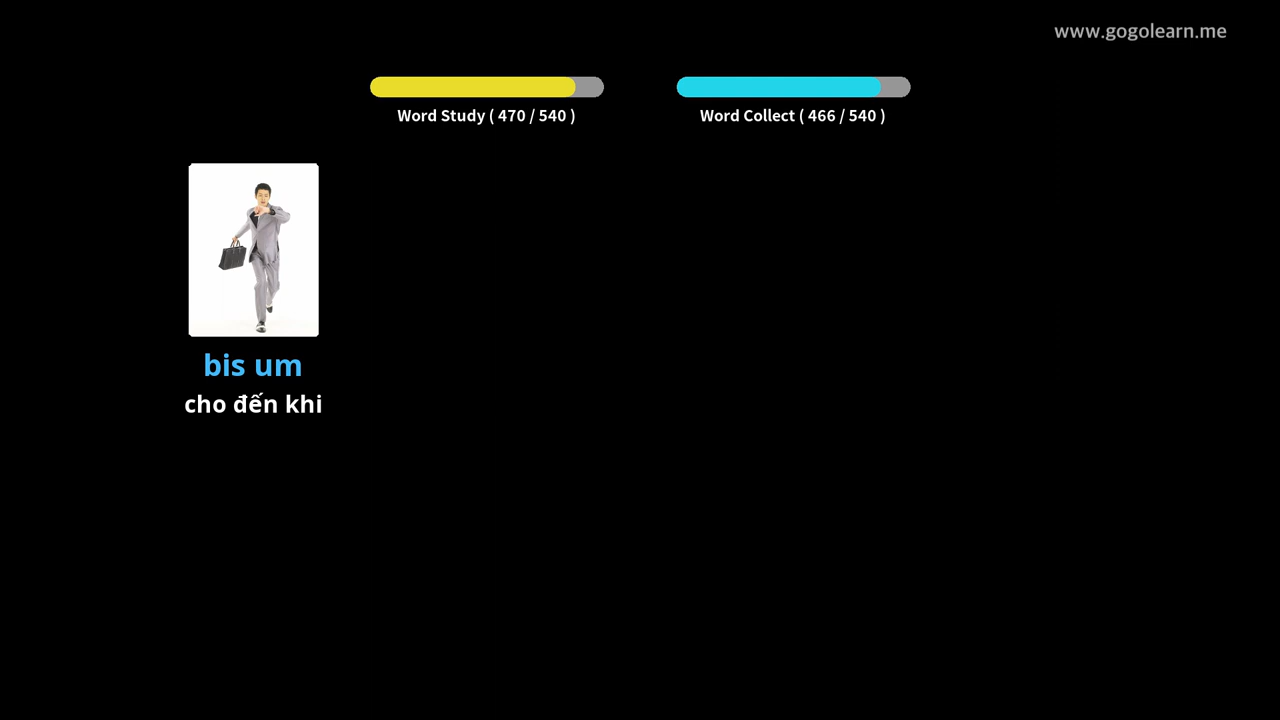 www.gogolearn.me
Word Study ( 470 / 540 )
Word Collect ( 466 / 540 )
bis um
cho đến khi